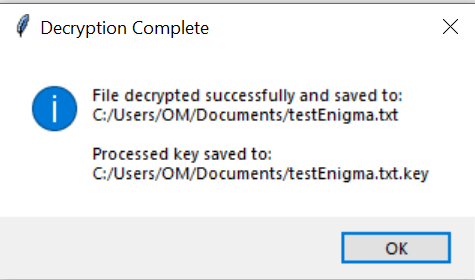 Decryption Complete
File decrypted successfully and saved to:
C:/Users/OM/Documents/testEnigma.txt
Processed key saved to:
C:/Users/OM/Documents/testEnigma.txt.key
OK